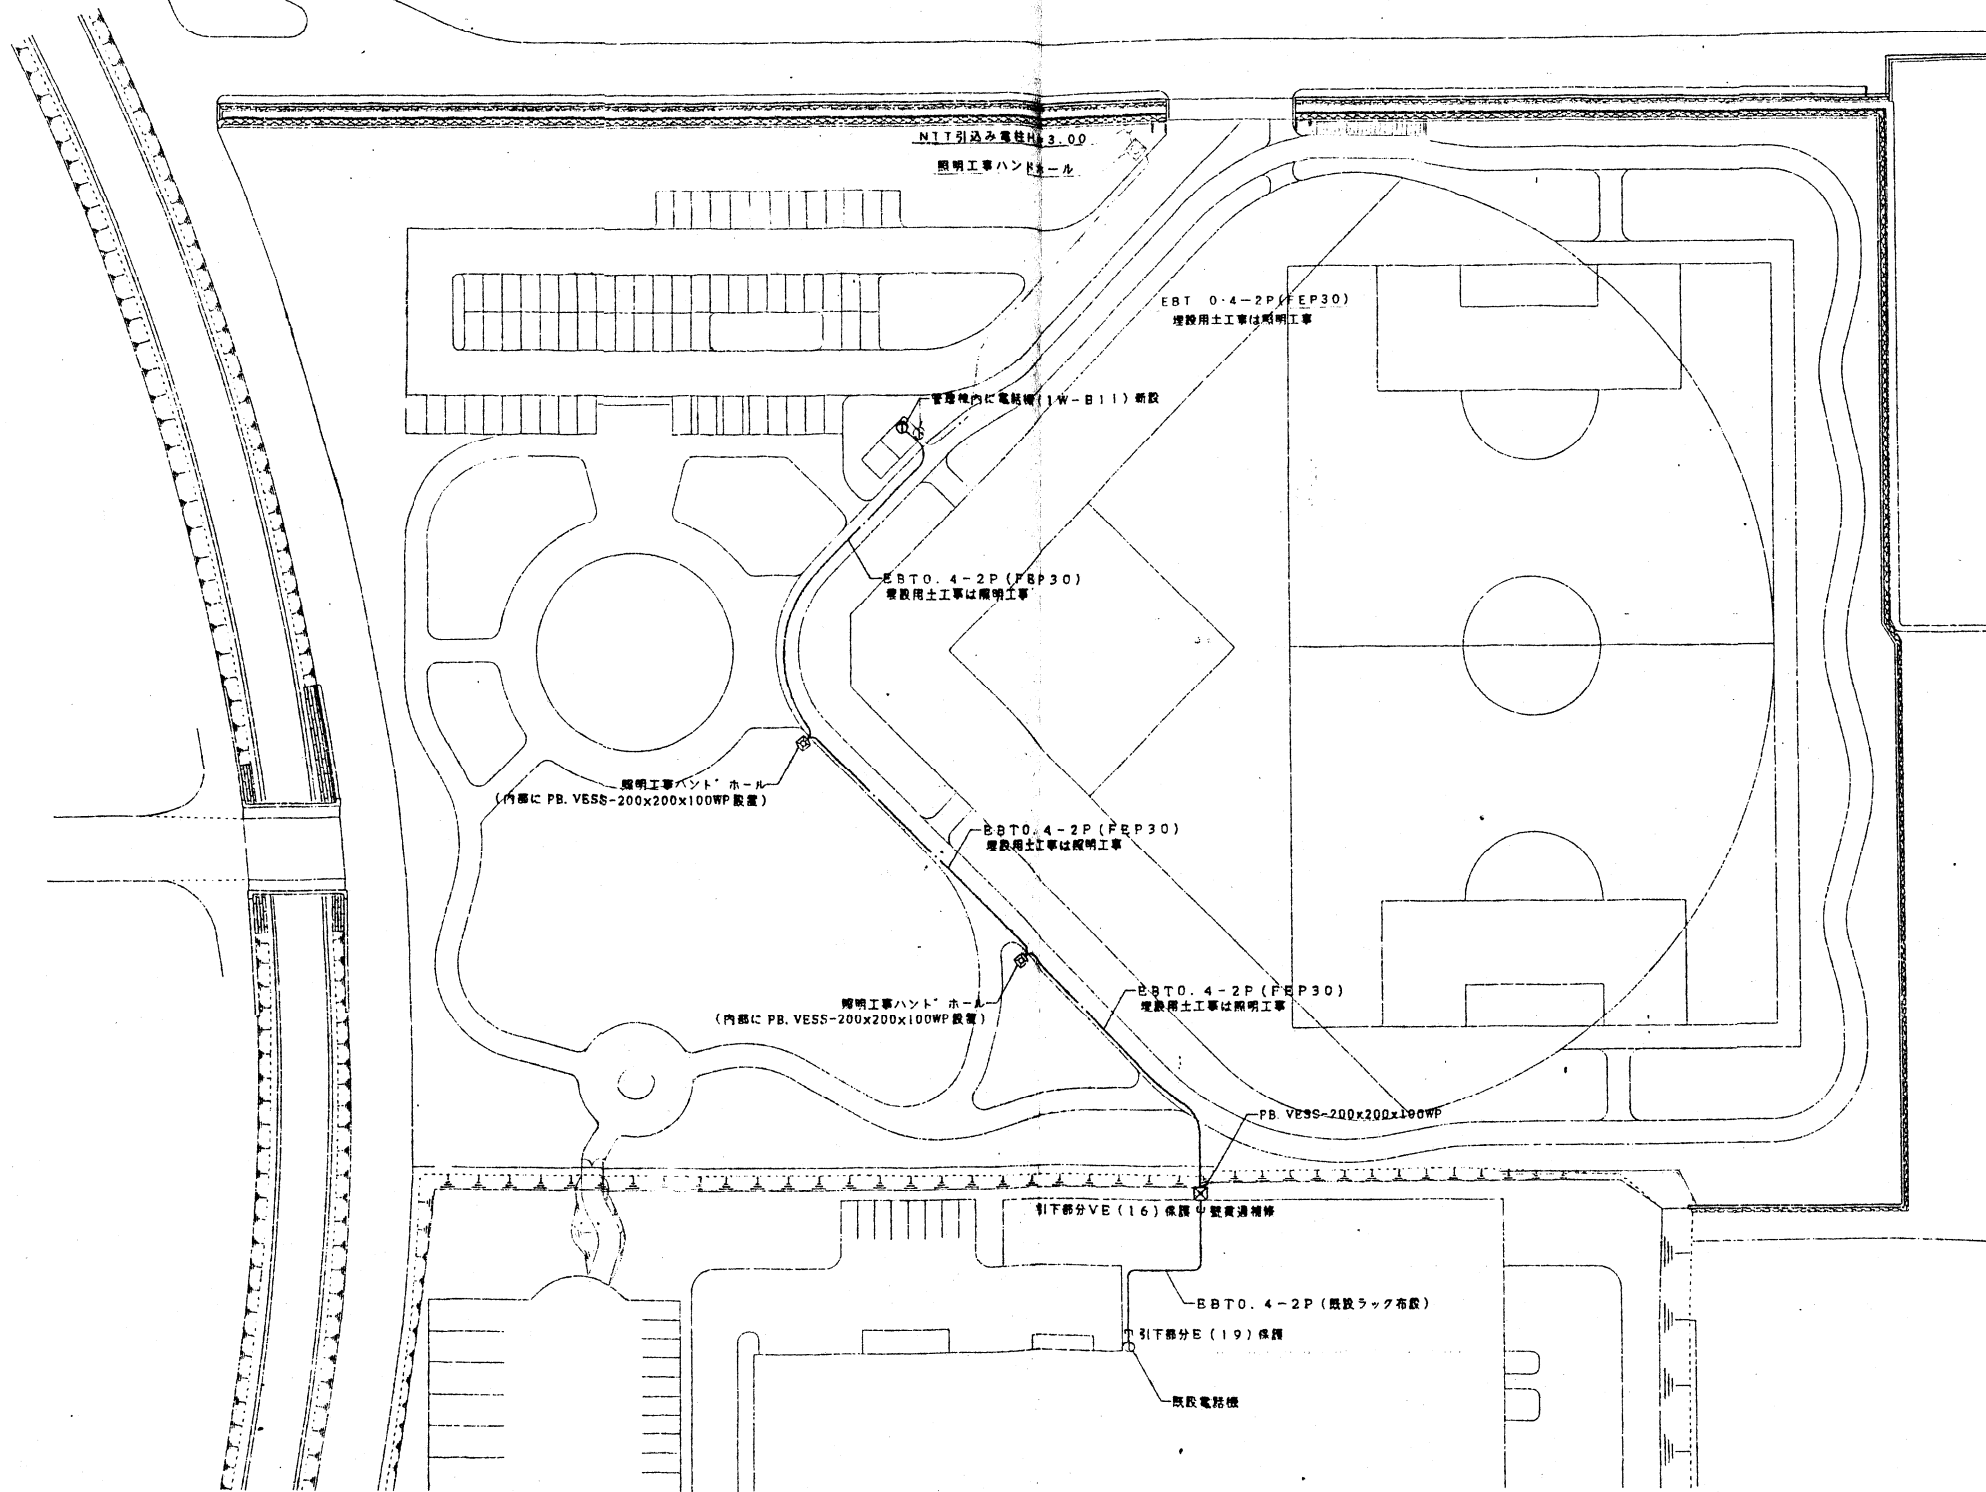 NTT引込み電柱H=3.00
照明工事ハンドホール
EBT 0.4-2P(FEP30)
埋設用土工事は照明工事
管理棟内に電話機(1W-B11)新設
EBT0.4-2P(FEP30)
埋設用土工事は照明工事
照明工事ハンドホール
(内部にPB.VESS-200x200x100WP設置)
EBT0.4-2P(FEP30)
埋設用土工事は照明工事
EBT0.4-2P(FEP30)
埋設用土工事は照明工事
照明工事ハンドホール
(内部にPB.VESS-200x200x100WP設置)
PB.VESS-200x200x100WP
引下部分VE(16)保護 壁貫通補修
EBT0.4-2P(既設ラック布設)
引下部分E(19)保護
既設電話機